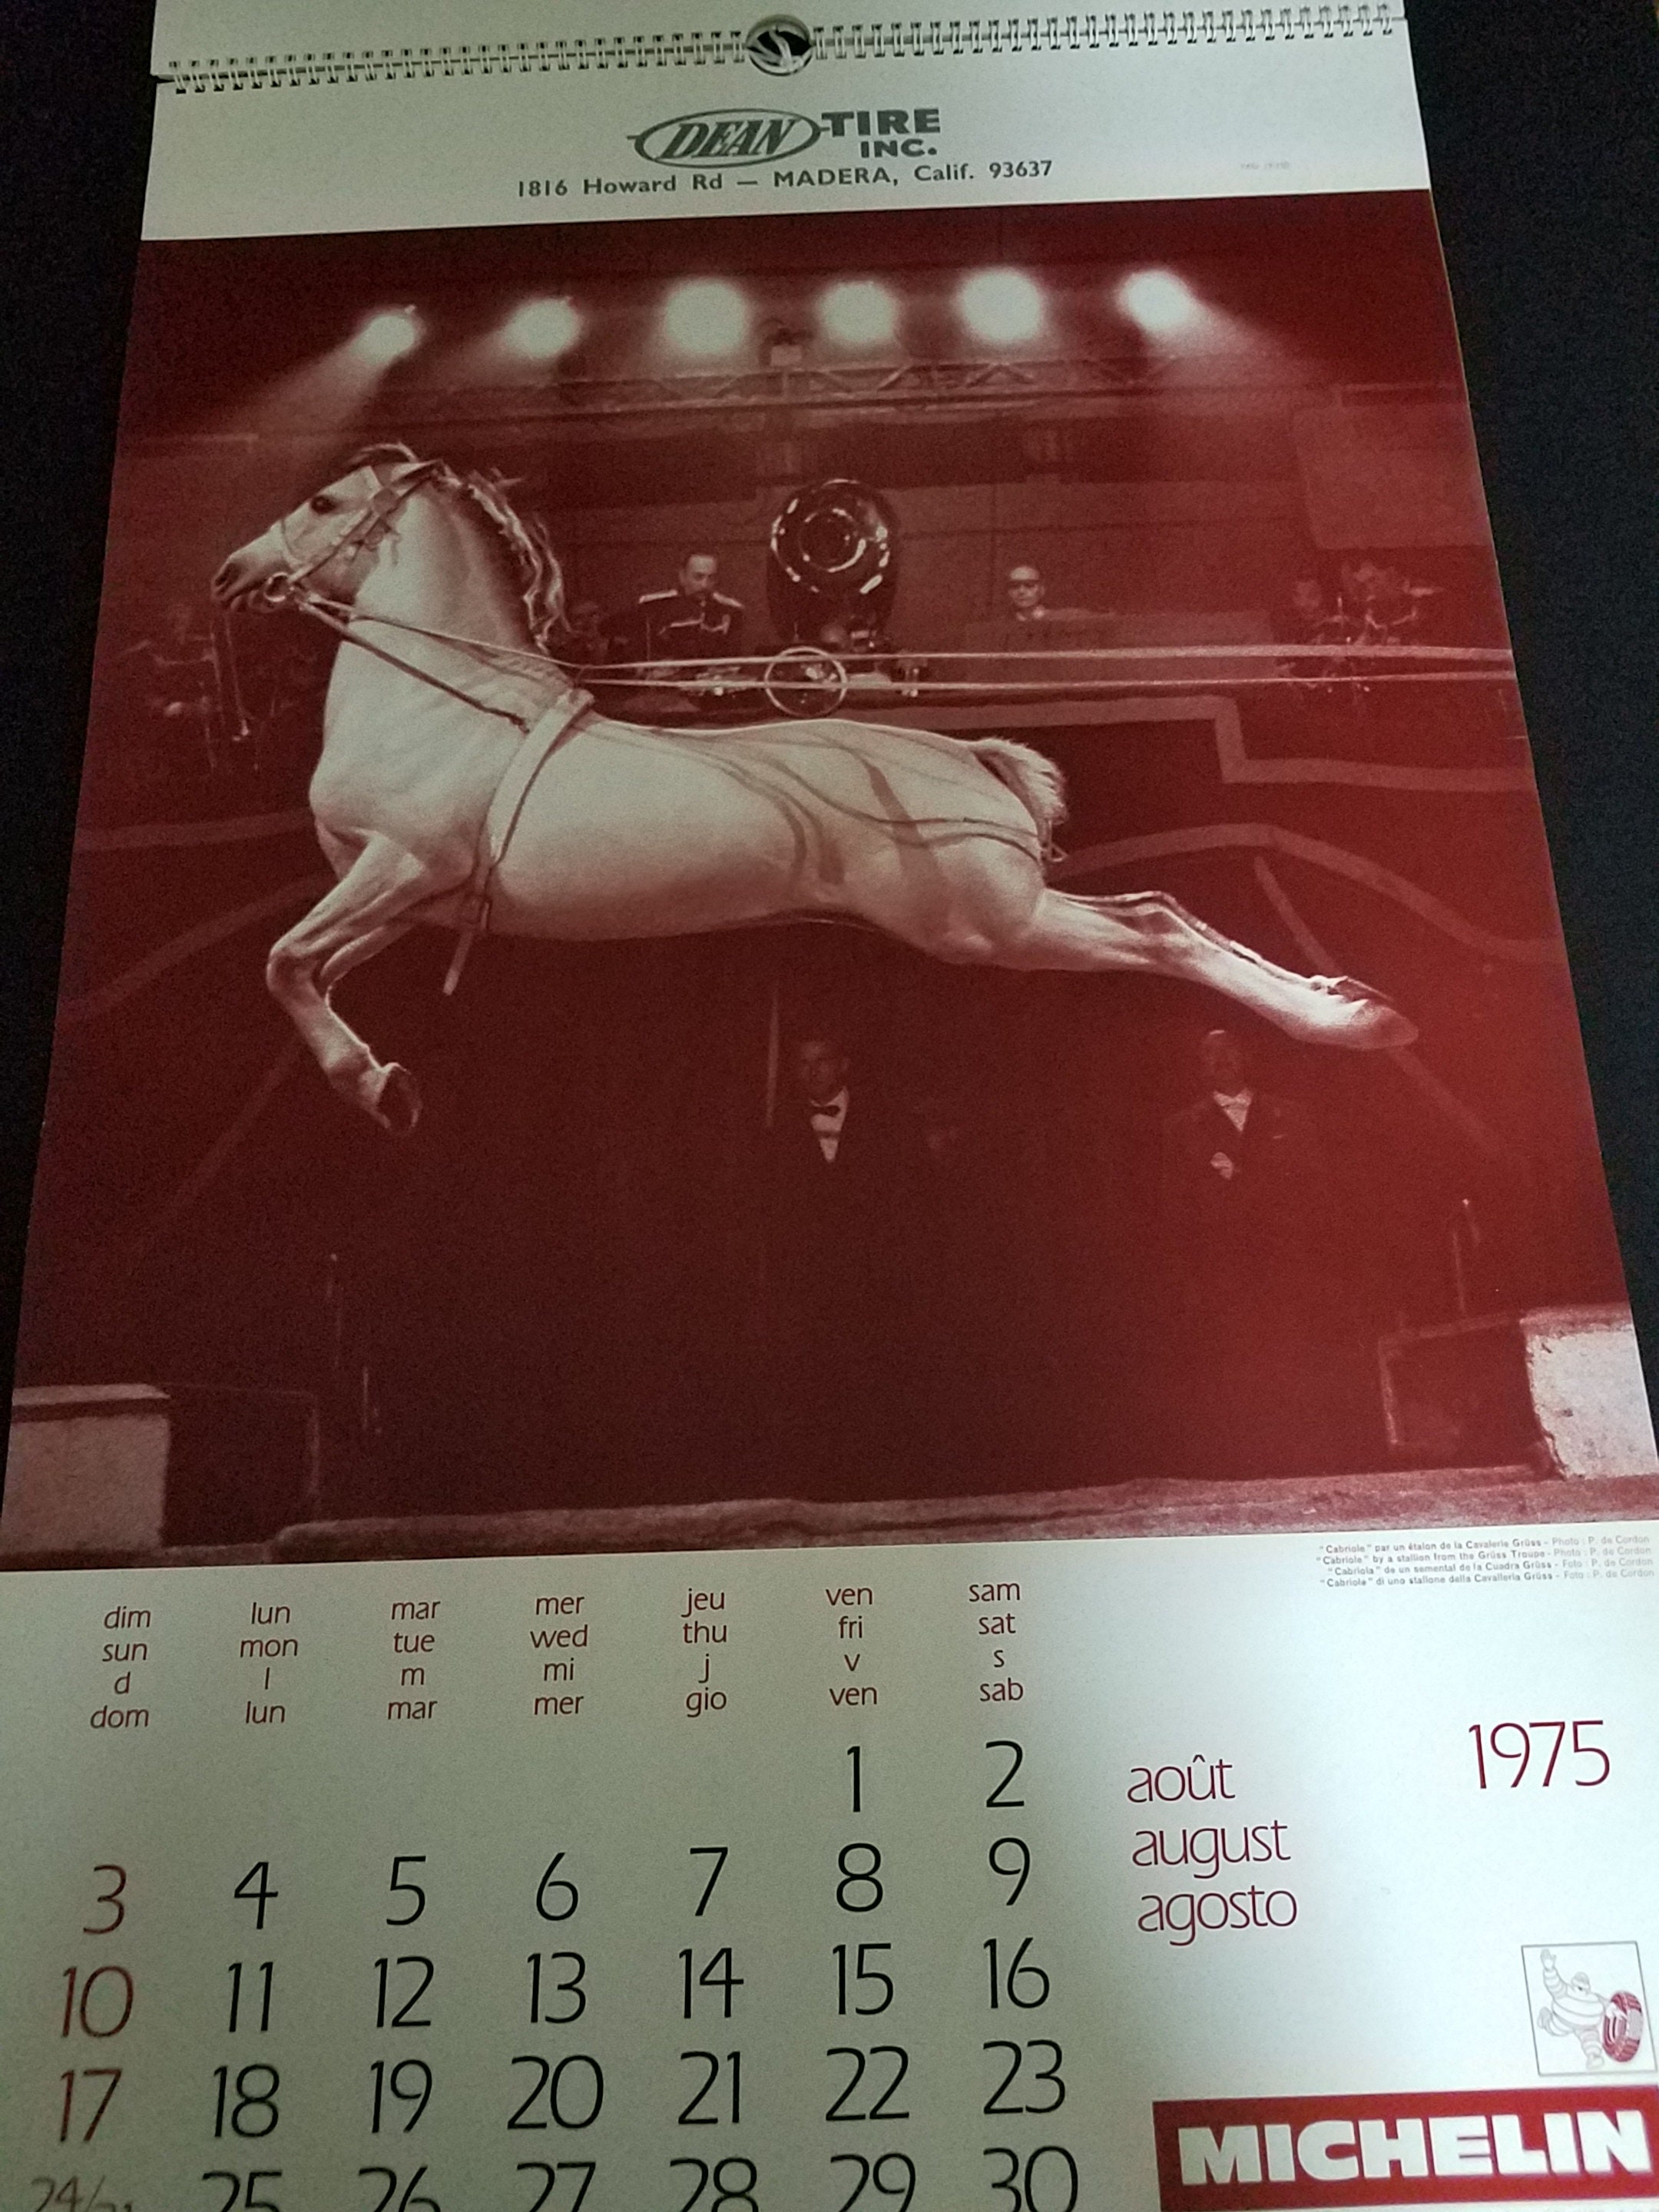 DEAN TIRE
INC.
1816 Howard Rd — MADERA, Calif. 93637
"Cabriole" par un étalon de la Cavalerie Grüss - Photo : P. de Cordon
"Cabriole" by a stallion from the Grüss Troupe - Photo : P. de Cordon
"Cabriola" de un semental de la Cuadra Grüss - Foto : P. de Cordon
"Cabriole" di uno stallone della Cavalleria Grüss - Foto : P. de Cordon
dim lun mar mer jeu ven sam
sun mon tue wed thu fri sat
d l m mi j v s
dom lun mar mer gio ven sab
1 2
3 4 5 6 7 8 9
10 11 12 13 14 15 16
17 18 19 20 21 22 23
24/31 25 26 27 28 29 30
1975
août
august
agosto
MICHELIN